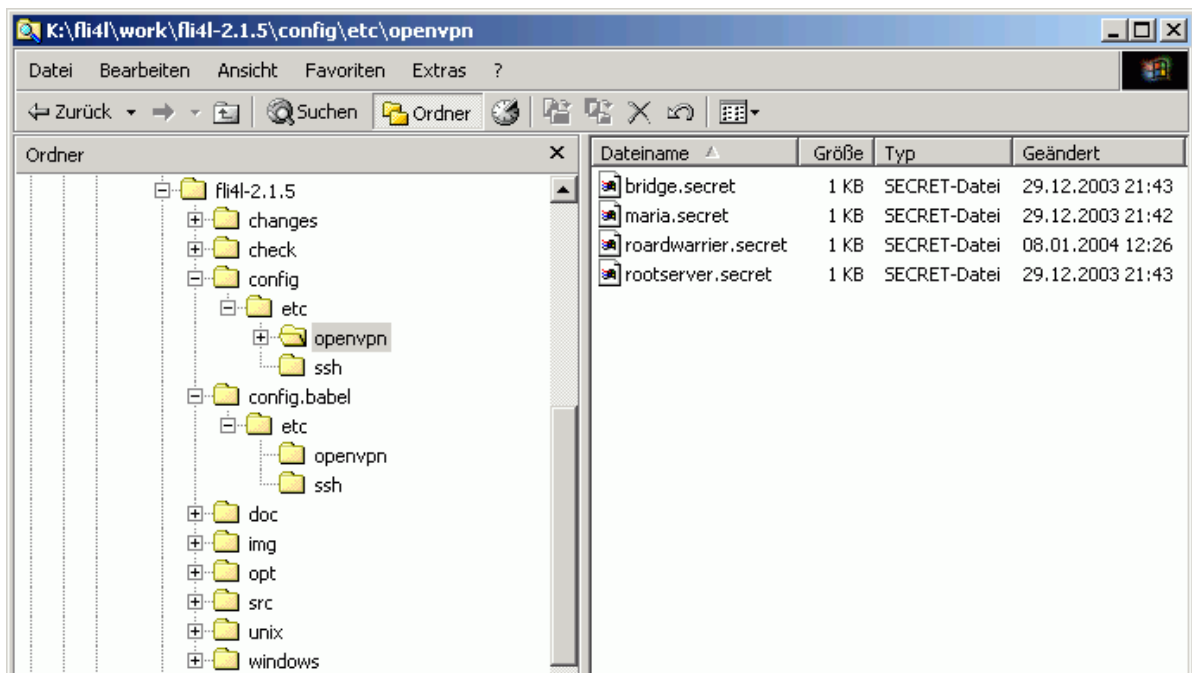 K:\fli4l\work\fli4l-2.1.5\config\etc\openvpn
Datei Bearbeiten Ansicht Favoriten Extras ?
Zurück Suchen Ordner
Ordner
fli4l-2.1.5
changes
check
config
etc
openvpn
ssh
config.babel
etc
openvpn
ssh
doc
img
opt
src
unix
windows
Dateiname Größe Typ Geändert
bridge.secret 1 KB SECRET-Datei 29.12.2003 21:43
maria.secret 1 KB SECRET-Datei 29.12.2003 21:42
roardwarrier.secret 1 KB SECRET-Datei 08.01.2004 12:26
rootserver.secret 1 KB SECRET-Datei 29.12.2003 21:43